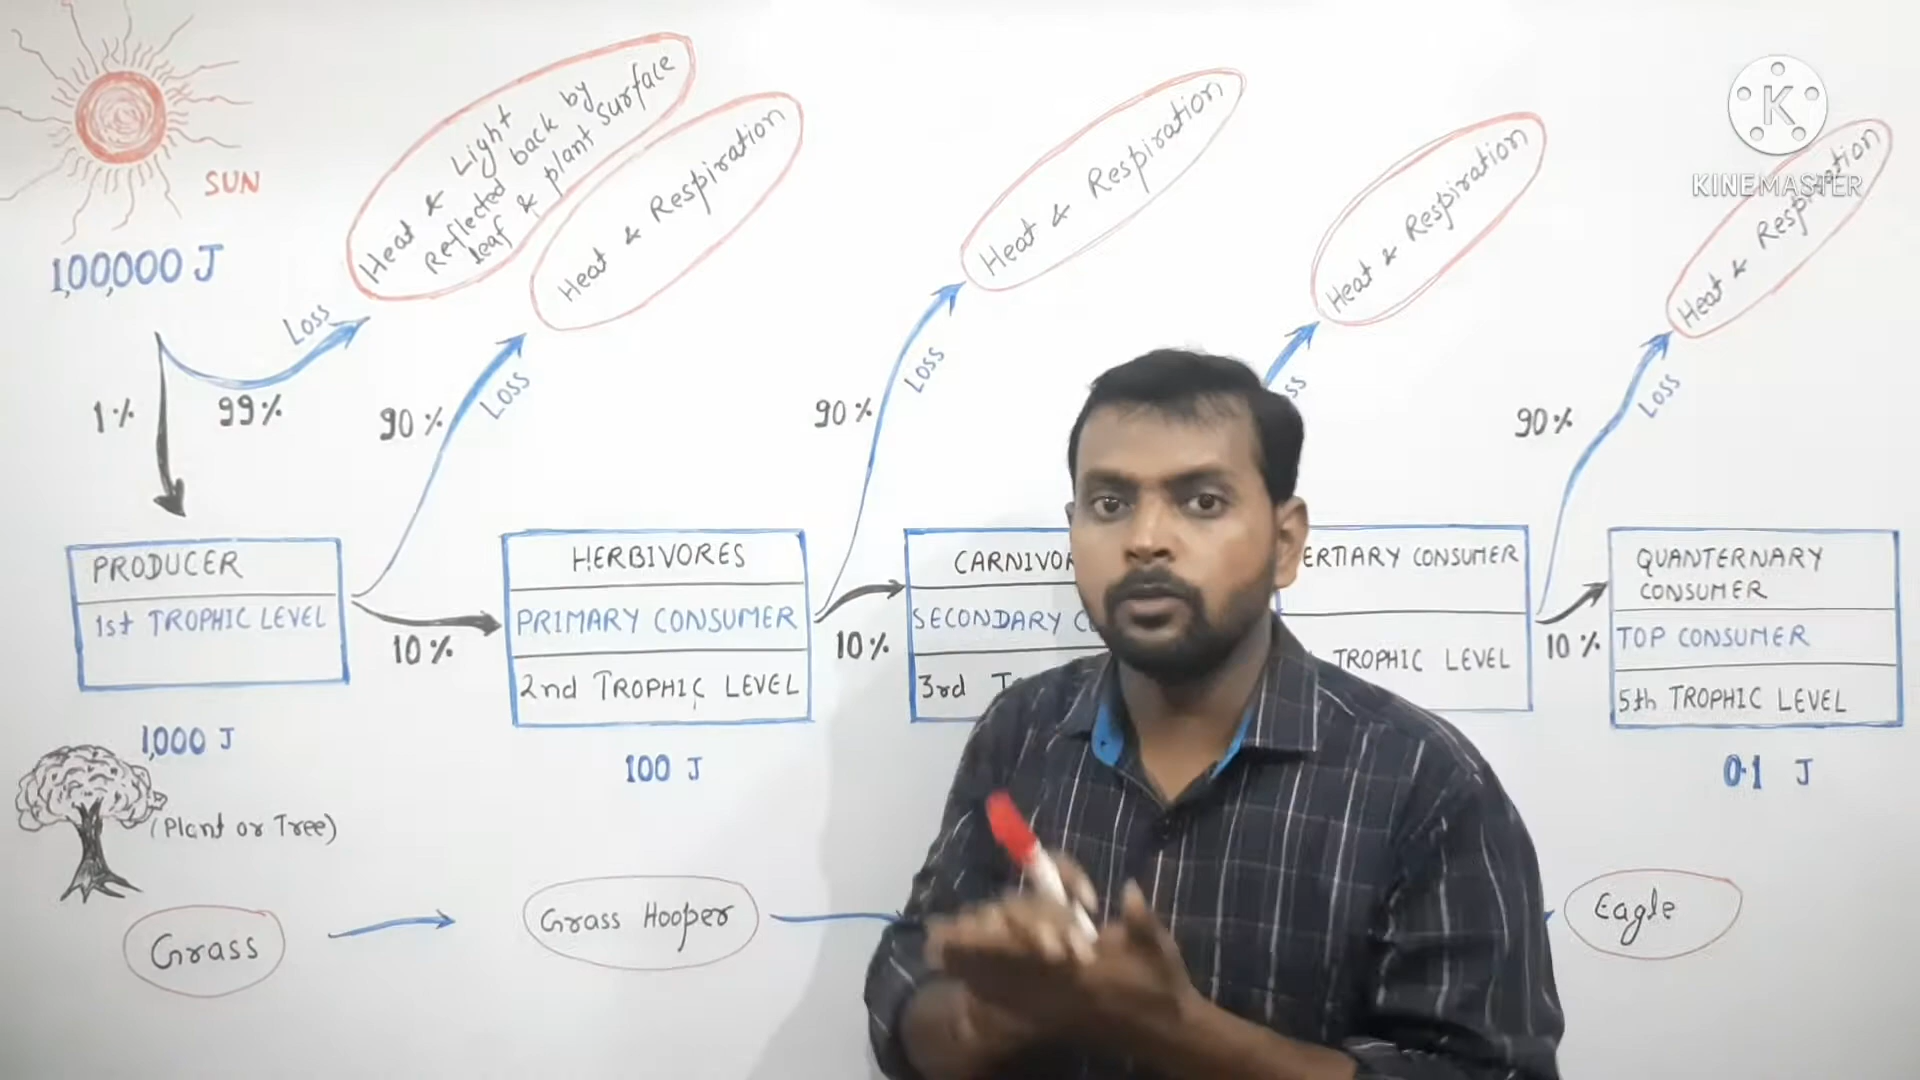 SUN
1,00,000 J
Heat & Light
Reflected back by
leaf & plant surface
Heat & Respiration
Heat & Respiration
Heat & Respiration
Heat & Respiration
K
KINEMASTER
Loss
1%
99%
90%
Loss
90%
Loss
90%
Loss
PRODUCER
1st TROPHIC LEVEL
1,000 J
10%
HERBIVORES
PRIMARY CONSUMER
2nd TROPHIC LEVEL
100 J
10%
SECONDARY
3rd
CONSUMER
TROPHIC LEVEL
10%
QUANTERNARY
CONSUMER
TOP CONSUMER
5th TROPHIC LEVEL
0.1 J
(Plant or Tree)
Grass
Grass Hooper
Eagle